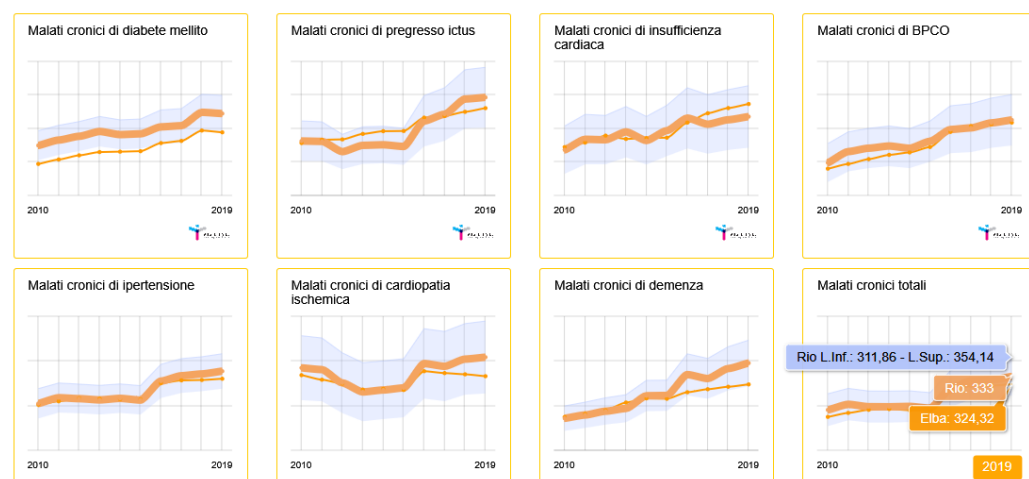 Malati cronici di diabete mellito
2010 2019
Malati cronici di pregresso ictus
2010 2019
Malati cronici di insufficienza
cardiaca
2010 2019
Malati cronici di BPCO
2010 2019
Malati cronici di ipertensione
2010 2019
Malati cronici di cardiopatia
ischemica
2010 2019
Malati cronici di demenza
2010 2019
Malati cronici totali
Rio L.Inf.: 311,86 - L.Sup.: 354,14
Rio: 333
Elba: 324,32
2010 2019